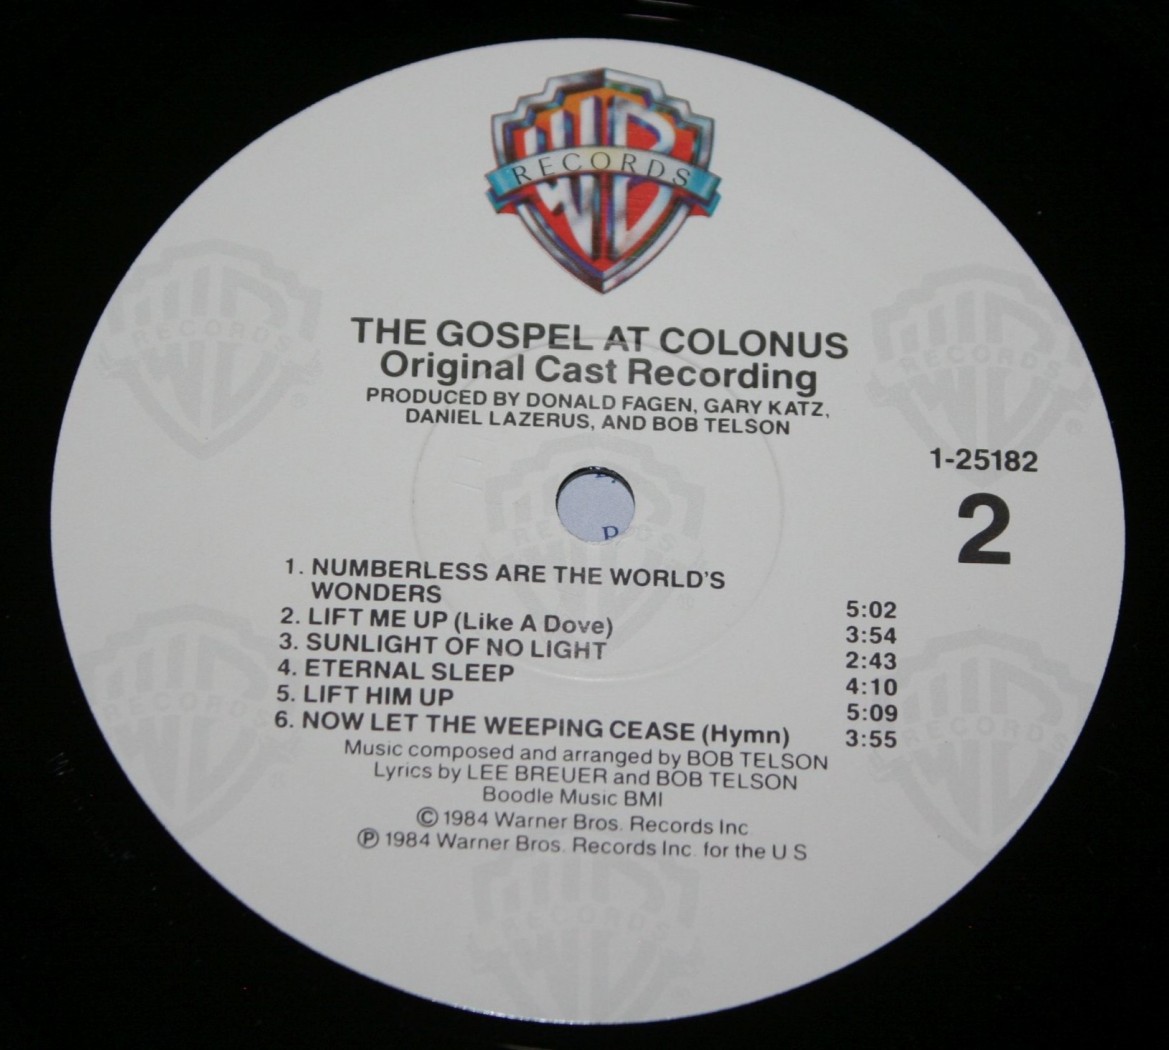 WB
RECORDS
THE GOSPEL AT COLONUS
Original Cast Recording
PRODUCED BY DONALD FAGEN, GARY KATZ,
DANIEL LAZERUS, AND BOB TELSON
1-25182
2
1. NUMBERLESS ARE THE WORLD'S
WONDERS 5:02
2. LIFT ME UP (Like A Dove) 3:54
3. SUNLIGHT OF NO LIGHT 2:43
4. ETERNAL SLEEP 4:10
5. LIFT HIM UP 5:09
6. NOW LET THE WEEPING CEASE (Hymn) 3:55
Music composed and arranged by BOB TELSON
Lyrics by LEE BREUER and BOB TELSON
Boodle Music BMI
© 1984 Warner Bros. Records Inc
℗ 1984 Warner Bros. Records Inc. for the U S